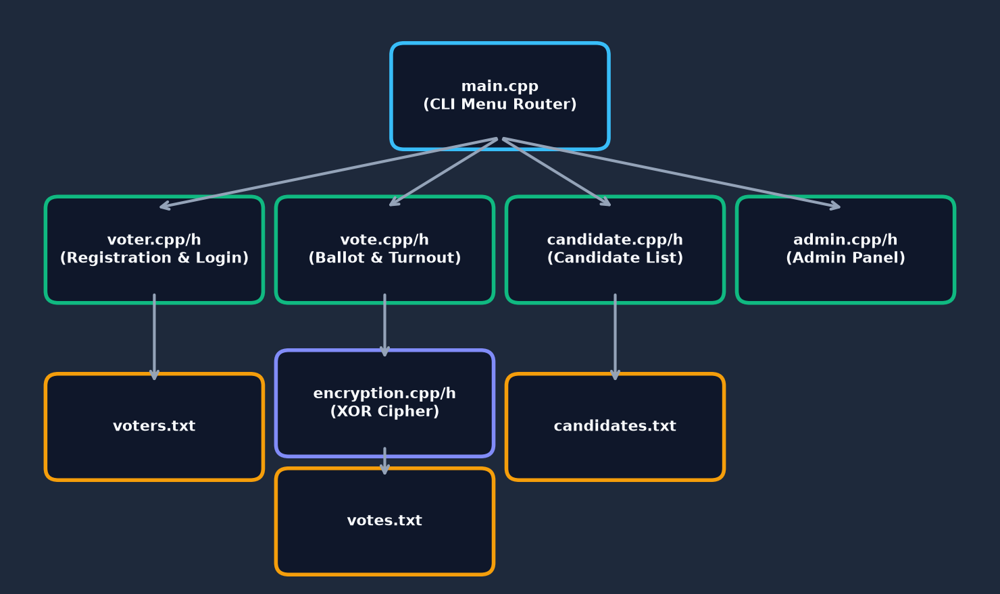 main.cpp
(CLI Menu Router)
voter.cpp/h
(Registration & Login)
vote.cpp/h
(Ballot & Turnout)
candidate.cpp/h
(Candidate List)
admin.cpp/h
(Admin Panel)
voters.txt
encryption.cpp/h
(XOR Cipher)
candidates.txt
votes.txt